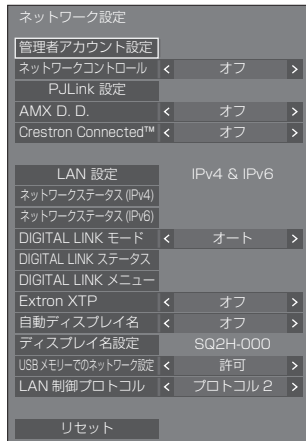 ネットワーク設定
管理者アカウント設定
ネットワークコントロール < オフ >
PJLink 設定
AMX D. D. < オフ >
Crestron Connected™ < オフ >
LAN 設定 IPv4 & IPv6
ネットワークステータス (IPv4)
ネットワークステータス (IPv6)
DIGITAL LINK モード < オート >
DIGITAL LINK ステータス
DIGITAL LINK メニュー
Extron XTP < オフ >
自動ディスプレイ名 < オフ >
ディスプレイ名設定 SQ2H-000
USBメモリーでのネットワーク設定 < 許可 >
LAN 制御プロトコル < プロトコル 2 >
リセット